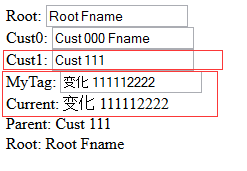 Root: Root Fname
Cust0: Cust 000 Fname
Cust1: Cust 111
MyTag: 变化 111112222
Current: 变化 111112222
Parent: Cust 111
Root: Root Fname